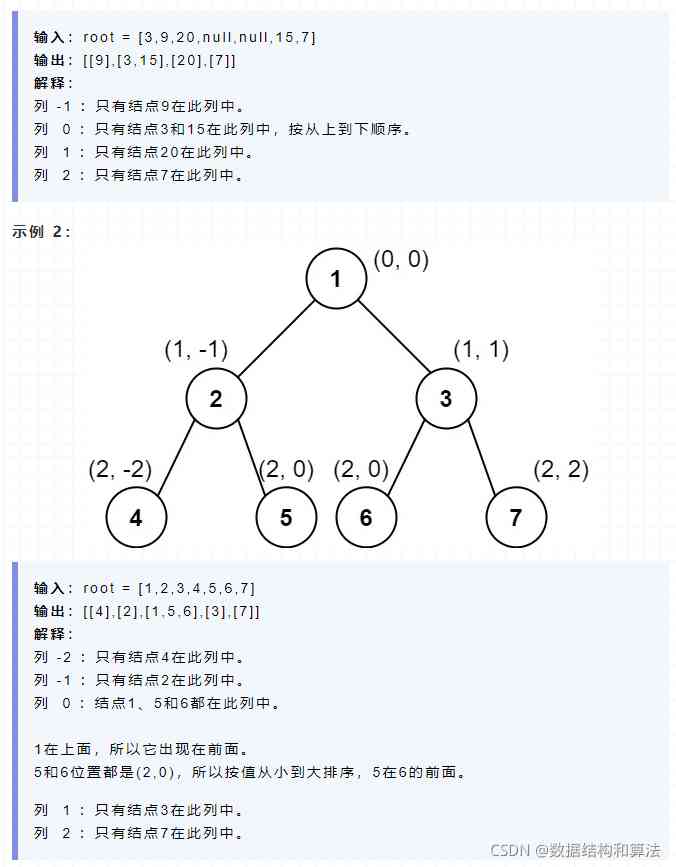 输入：root = [3,9,20,null,null,15,7]
输出：[[9],[3,15],[20],[7]]
解释：
列 -1 ：只有结点9在此列中。
列  0 ：只有结点3和15在此列中，按从上到下顺序。
列  1 ：只有结点20在此列中。
列  2 ：只有结点7在此列中。
示例 2：
1 (0, 0)
(1, -1) (1, 1)
2 3
(2, -2) (2, 0) (2, 0) (2, 2)
4 5 6 7
输入：root = [1,2,3,4,5,6,7]
输出：[[4],[2],[1,5,6],[3],[7]]
解释：
列 -2 ：只有结点4在此列中。
列 -1 ：只有结点2在此列中。
列  0 ：结点1、5和6都在此列中。
1在上面，所以它出现在前面。
5和6位置都是(2,0)，所以按值从小到大排序，5在6的前面。
列  1 ：只有结点3在此列中。
列  2 ：只有结点7在此列中。
CSDN @数据结构和算法